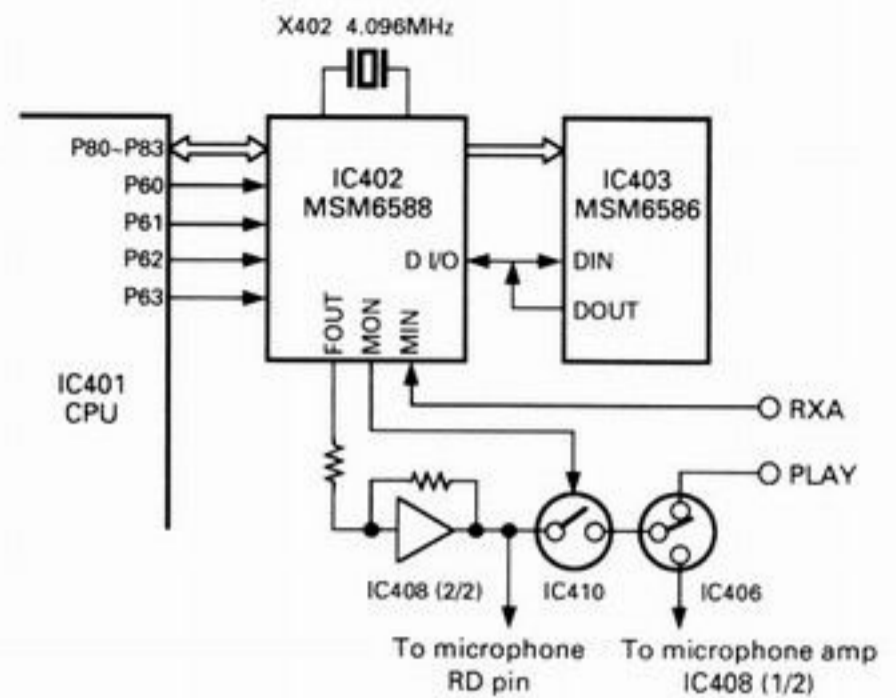 X402 4.096MHz
P80~P83
P60
P61
P62
P63
IC401
CPU
IC402
MSM6588
D I/O
FOUT
MON
MIN
IC403
MSM6586
DIN
DOUT
RXA
PLAY
IC408 (2/2)
IC410
IC406
To microphone
RD pin
To microphone amp
IC408 (1/2)